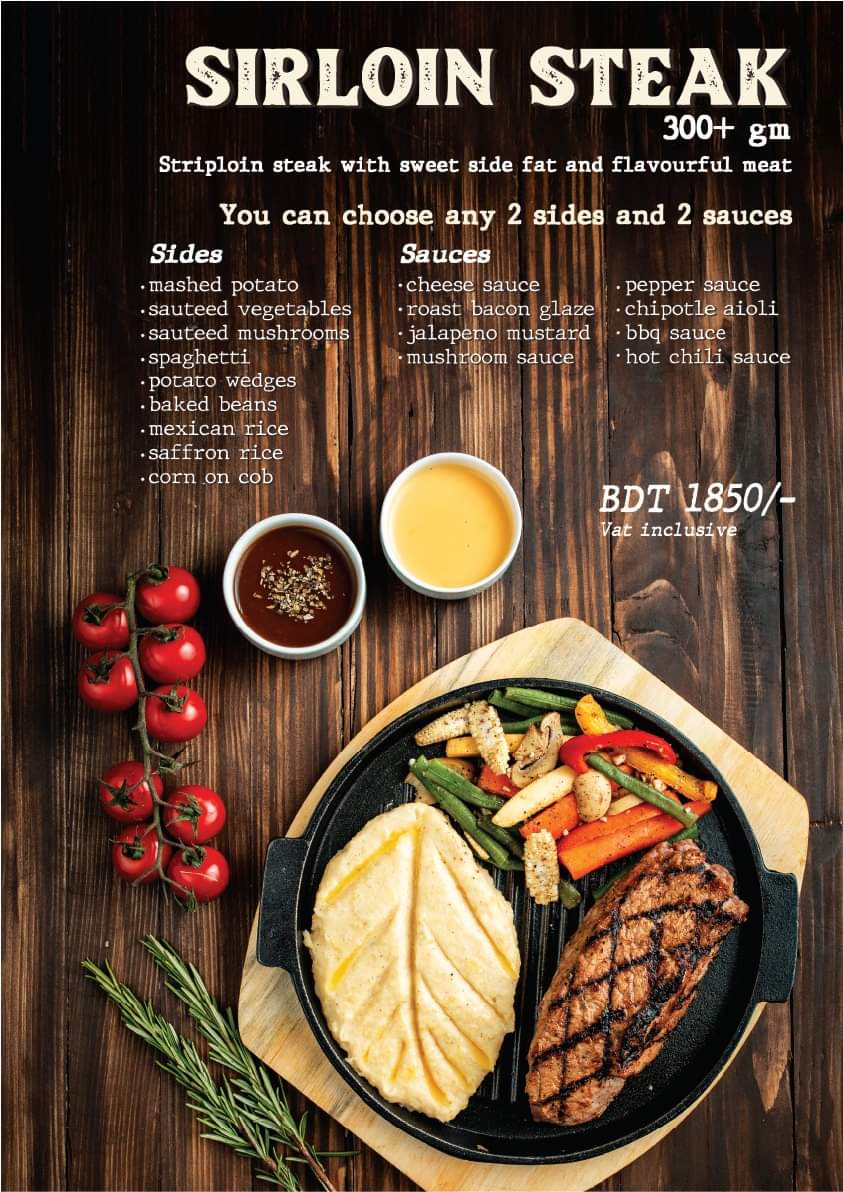 SIRLOIN STEAK
300+ gm
Striploin steak with sweet side fat and flavourful meat
You can choose any 2 sides and 2 sauces
Sides
·mashed potato
·sauteed vegetables
·sauteed mushrooms
·spaghetti
·potato wedges
·baked beans
·mexican rice
·saffron rice
·corn on cob
Sauces
·cheese sauce
·roast bacon glaze
·jalapeno mustard
·mushroom sauce
·pepper sauce
·chipotle aioli
·bbq sauce
·hot chili sauce
BDT 1850/-
Vat inclusive